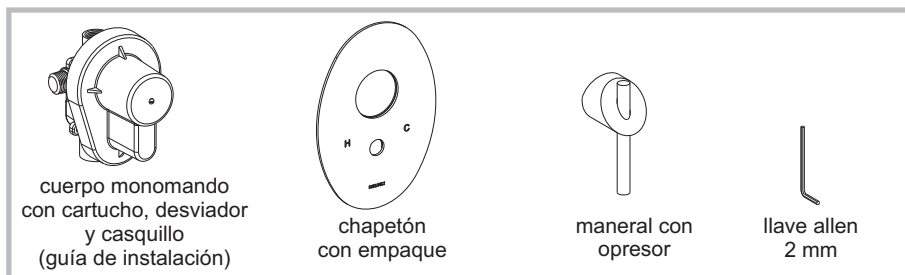 H
C
cuerpo monomando
con cartucho, desviador
y casquillo
(guía de instalación)
chapetón
con empaque
maneral con
opresor
llave allen
2 mm